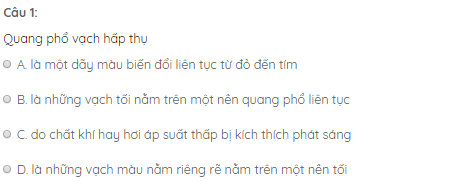 Câu 1:
Quang phổ vạch hấp thụ
A. là một dãy màu biến đổi liên tục từ đỏ đến tím
B. là những vạch tối nằm trên một nền quang phổ liên tục
C. do chất khí hay hơi áp suất thấp bị kích thích phát sáng
D. là những vạch màu nằm riêng rẽ nằm trên một nền tối